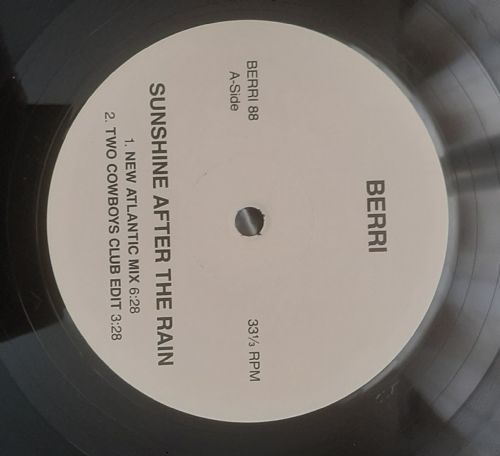 BERRI
BERRI 88
A-Side
33⅓ RPM
SUNSHINE AFTER THE RAIN
1. NEW ATLANTIC MIX 6:28
2. TWO COWBOYS CLUB EDIT 3:28